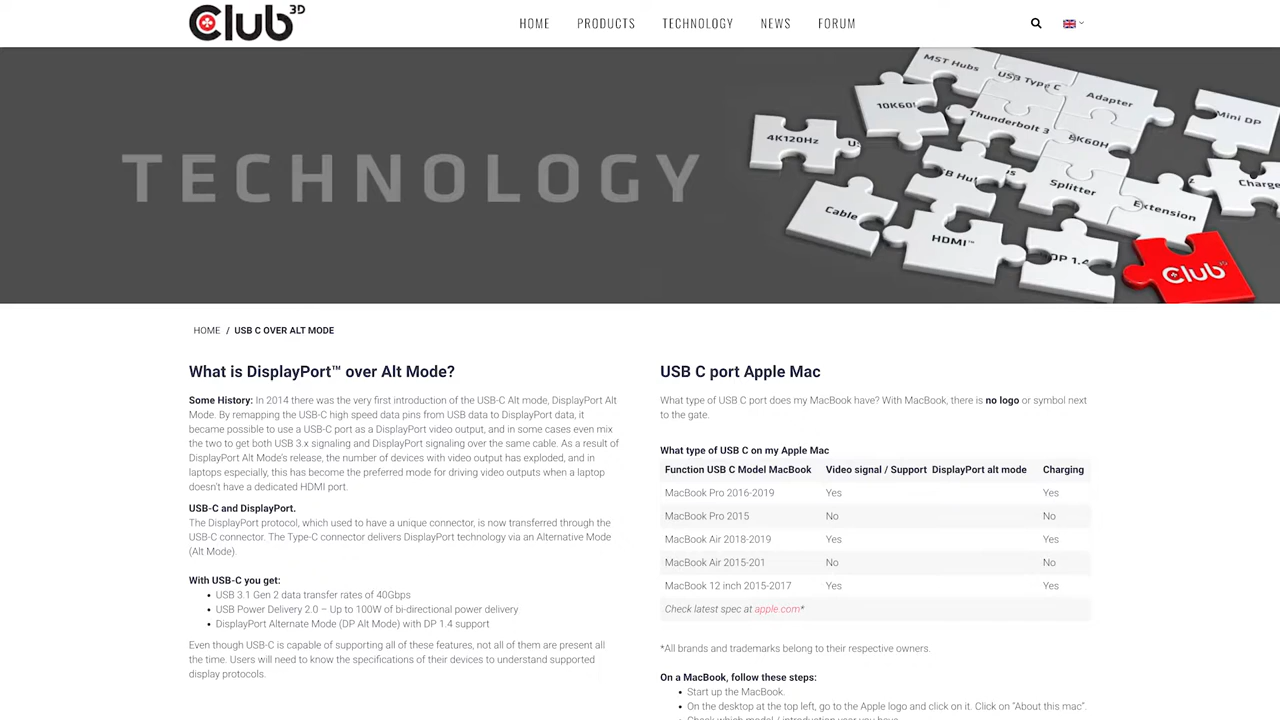 Club 3D
HOME
PRODUCTS
TECHNOLOGY
NEWS
FORUM
TECHNOLOGY
MST Hubs
USB Type C
Adapter
Mini DP
10K60
Thunderbolt 3
8K60H
4K120Hz
Splitter
Charge
Cable
Extension
HDMI™
DP 1.4
Club 3D
HOME / USB C OVER ALT MODE
What is DisplayPort™ over Alt Mode?
Some History: In 2014 there was the very first introduction of the USB-C Alt mode, DisplayPort Alt
Mode. By remapping the USB-C high speed data pins from USB data to DisplayPort data, it
became possible to use a USB-C port as a DisplayPort video output, and in some cases even mix
the two to get both USB 3.x signaling and DisplayPort signaling over the same cable. As a result of
DisplayPort Alt Mode's release, the number of devices with video output has exploded, and in
laptops especially, this has become the preferred mode for driving video outputs when a laptop
doesn't have a dedicated HDMI port.
USB-C and DisplayPort.
The DisplayPort protocol, which used to have a unique connector, is now transferred through the
USB-C connector. The Type-C connector delivers DisplayPort technology via an Alternative Mode
(Alt Mode)
With USB-C you get:
• USB 3.1 Gen 2 data transfer rates of 40Gbps
• USB Power Delivery 2.0 – Up to 100W of bi-directional power delivery
• DisplayPort Alternate Mode (DP Alt Mode) with DP 1.4 support
Even though USB-C is capable of supporting all of these features, not all of them are present all
the time. Users will need to know the specifications of their devices to understand supported
display protocols.
USB C port Apple Mac
What type of USB C port does my MacBook have? With MacBook, there is no logo or symbol next
to the gate.
What type of USB C on my Apple Mac
Function USB C Model MacBook Video signal / Support DisplayPort alt mode Charging
MacBook Pro 2016-2019 Yes Yes
MacBook Pro 2015 No No
MacBook Air 2018-2019 Yes Yes
MacBook Air 2015-201 No No
MacBook 12 inch 2015-2017 Yes Yes
Check latest spec at apple.com*
*All brands and trademarks belong to their respective owners.
On a MacBook, follow these steps:
• Start up the MacBook.
• On the desktop at the top left, go to the Apple logo and click on it. Click on "About this mac".